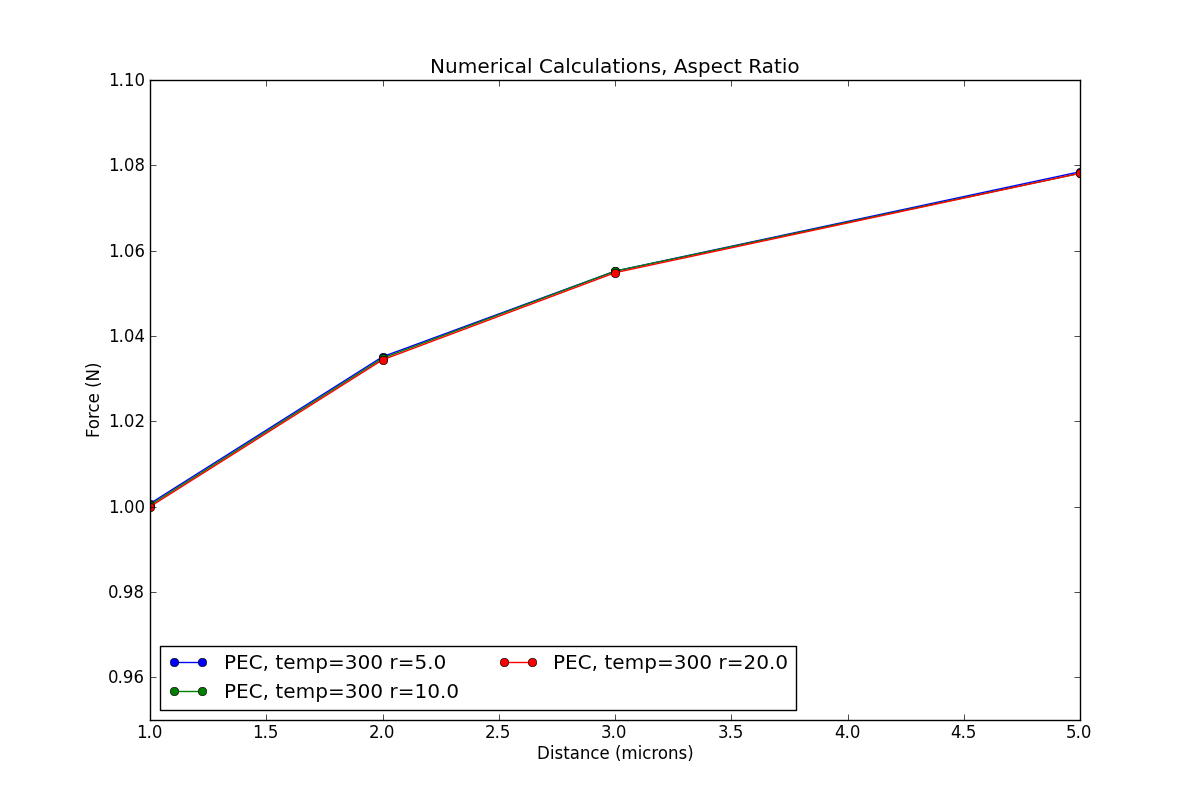 Numerical Calculations, Aspect Ratio
1.10
1.08
1.06
1.04
1.02
1.00
0.98
0.96
Force (N)
PEC, temp=300 r=5.0
PEC, temp=300 r=10.0
PEC, temp=300 r=20.0
1.0 1.5 2.0 2.5 3.0 3.5 4.0 4.5 5.0
Distance (microns)